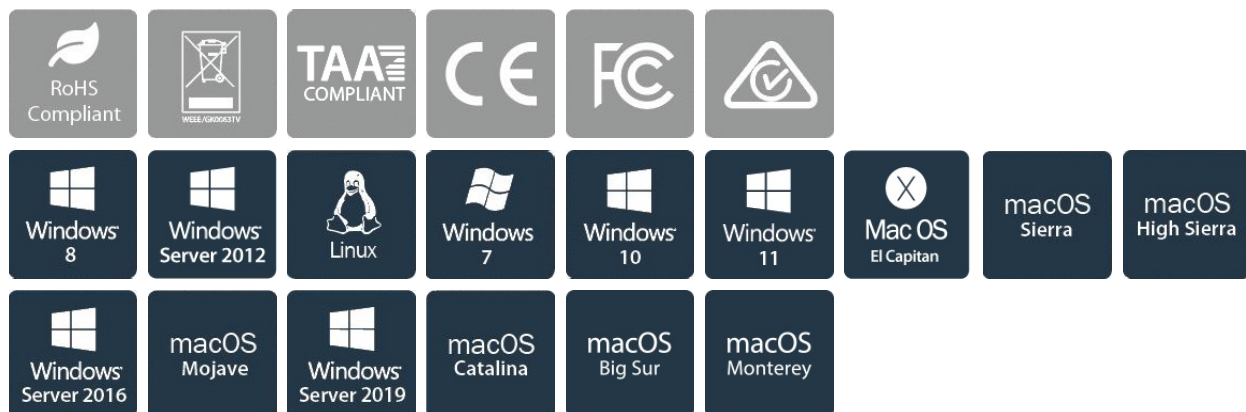 RoHS
Compliant
WEEE/GK0063TV
TAA
COMPLIANT
CE
FC
Windows
8
Windows
Server 2012
Linux
Windows
7
Windows
10
Windows
11
X
Mac OS
El Capitan
macOS
Sierra
macOS
High Sierra
Windows
Server 2016
macOS
Mojave
Windows
Server 2019
macOS
Catalina
macOS
Big Sur
macOS
Monterey